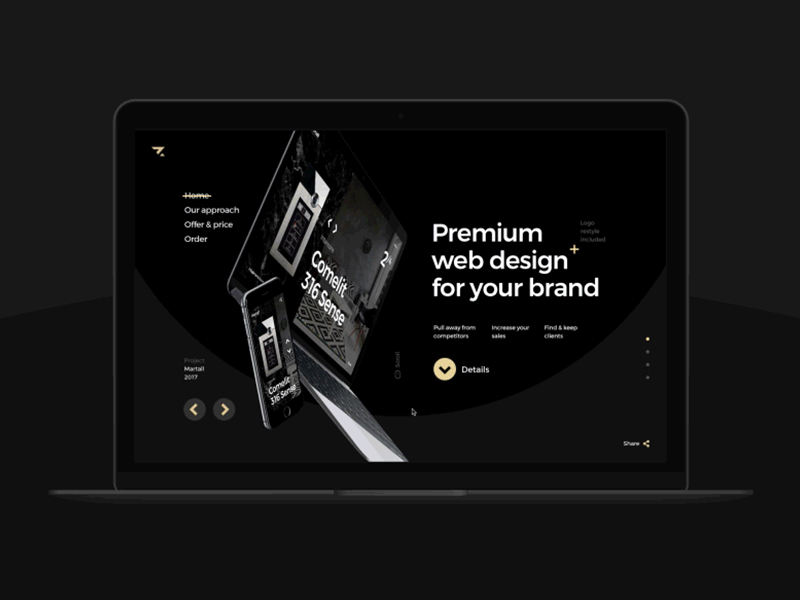 Home
Our approach
Offer & price
Order
Comelit
316 Sense
2
Premium
web design
for your brand
Logo
restyle
included
Pull away from
competitors
Increase your
sales
Find & keep
clients
Details
Scroll
Project
Martall
2017
Comelit
316 Sense
Share